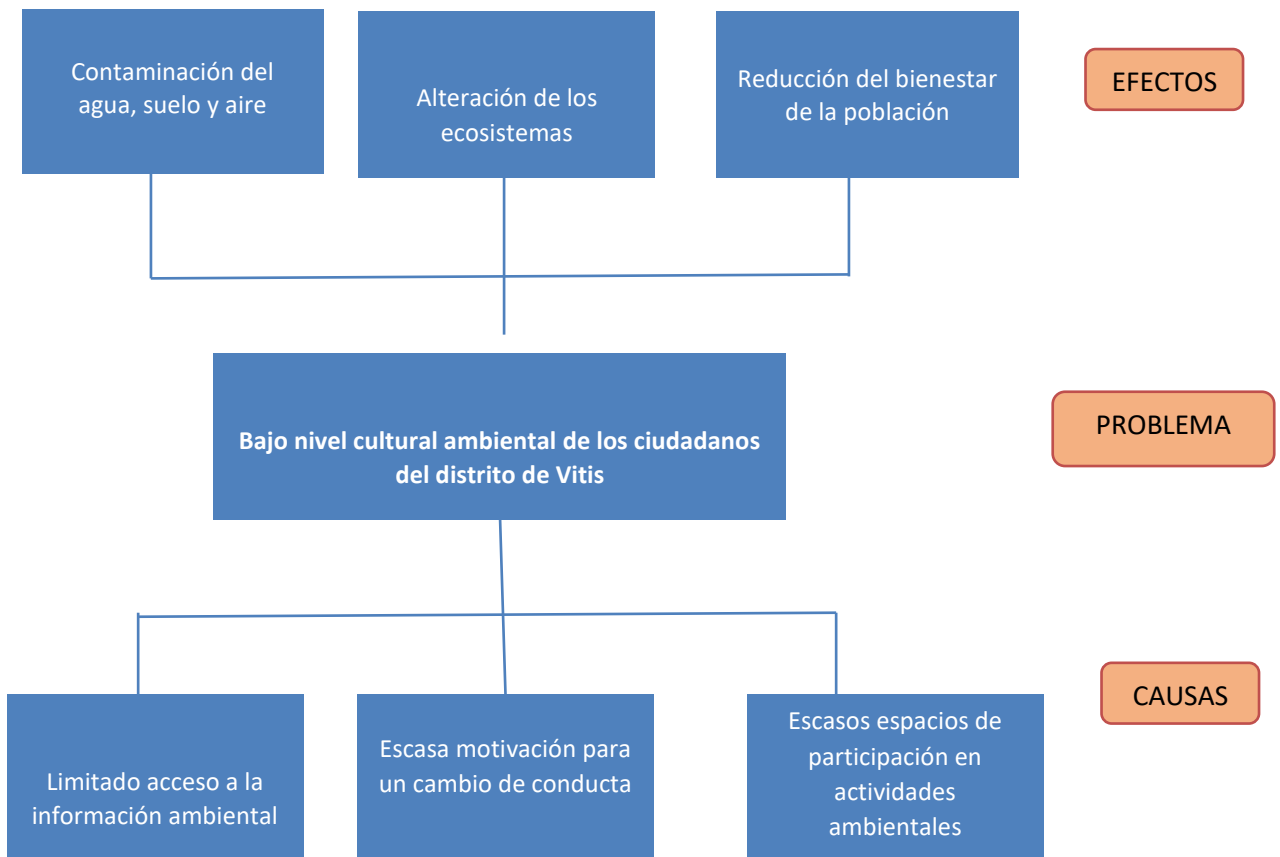 Contaminación del
agua, suelo y aire
Alteración de los
ecosistemas
Reducción del bienestar
de la población
EFECTOS
Bajo nivel cultural ambiental de los ciudadanos
del distrito de Vitis
PROBLEMA
Limitado acceso a la
información ambiental
Escasa motivación para
un cambio de conducta
Escasos espacios de
participación en
actividades
ambientales
CAUSAS